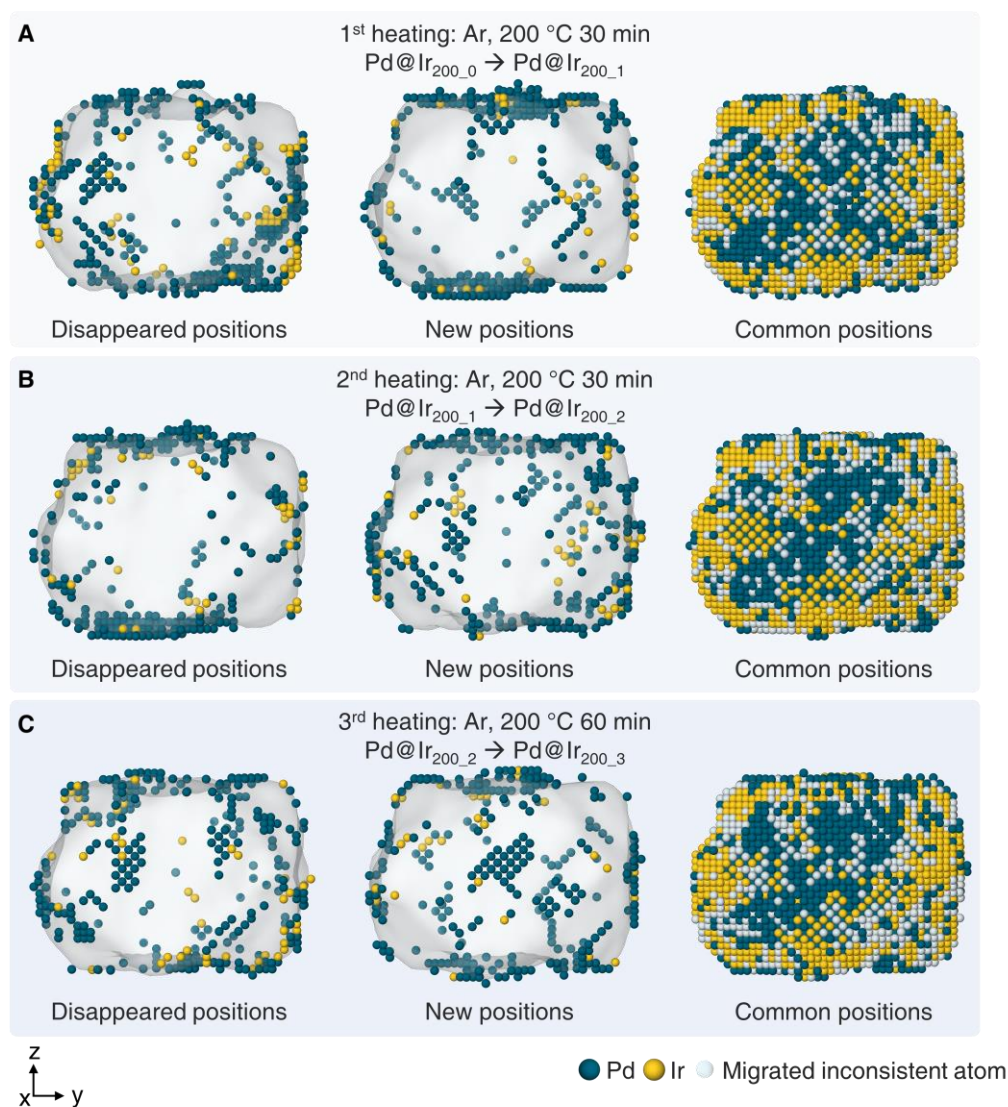 A
1st heating: Ar, 200 °C 30 min
Pd@Ir200_0 → Pd@Ir200_1
Disappeared positions
New positions
Common positions
B
2nd heating: Ar, 200 °C 30 min
Pd@Ir200_1 → Pd@Ir200_2
Disappeared positions
New positions
Common positions
C
3rd heating: Ar, 200 °C 60 min
Pd@Ir200_2 → Pd@Ir200_3
Disappeared positions
New positions
Common positions
z
x
y
Pd Ir Migrated inconsistent atom